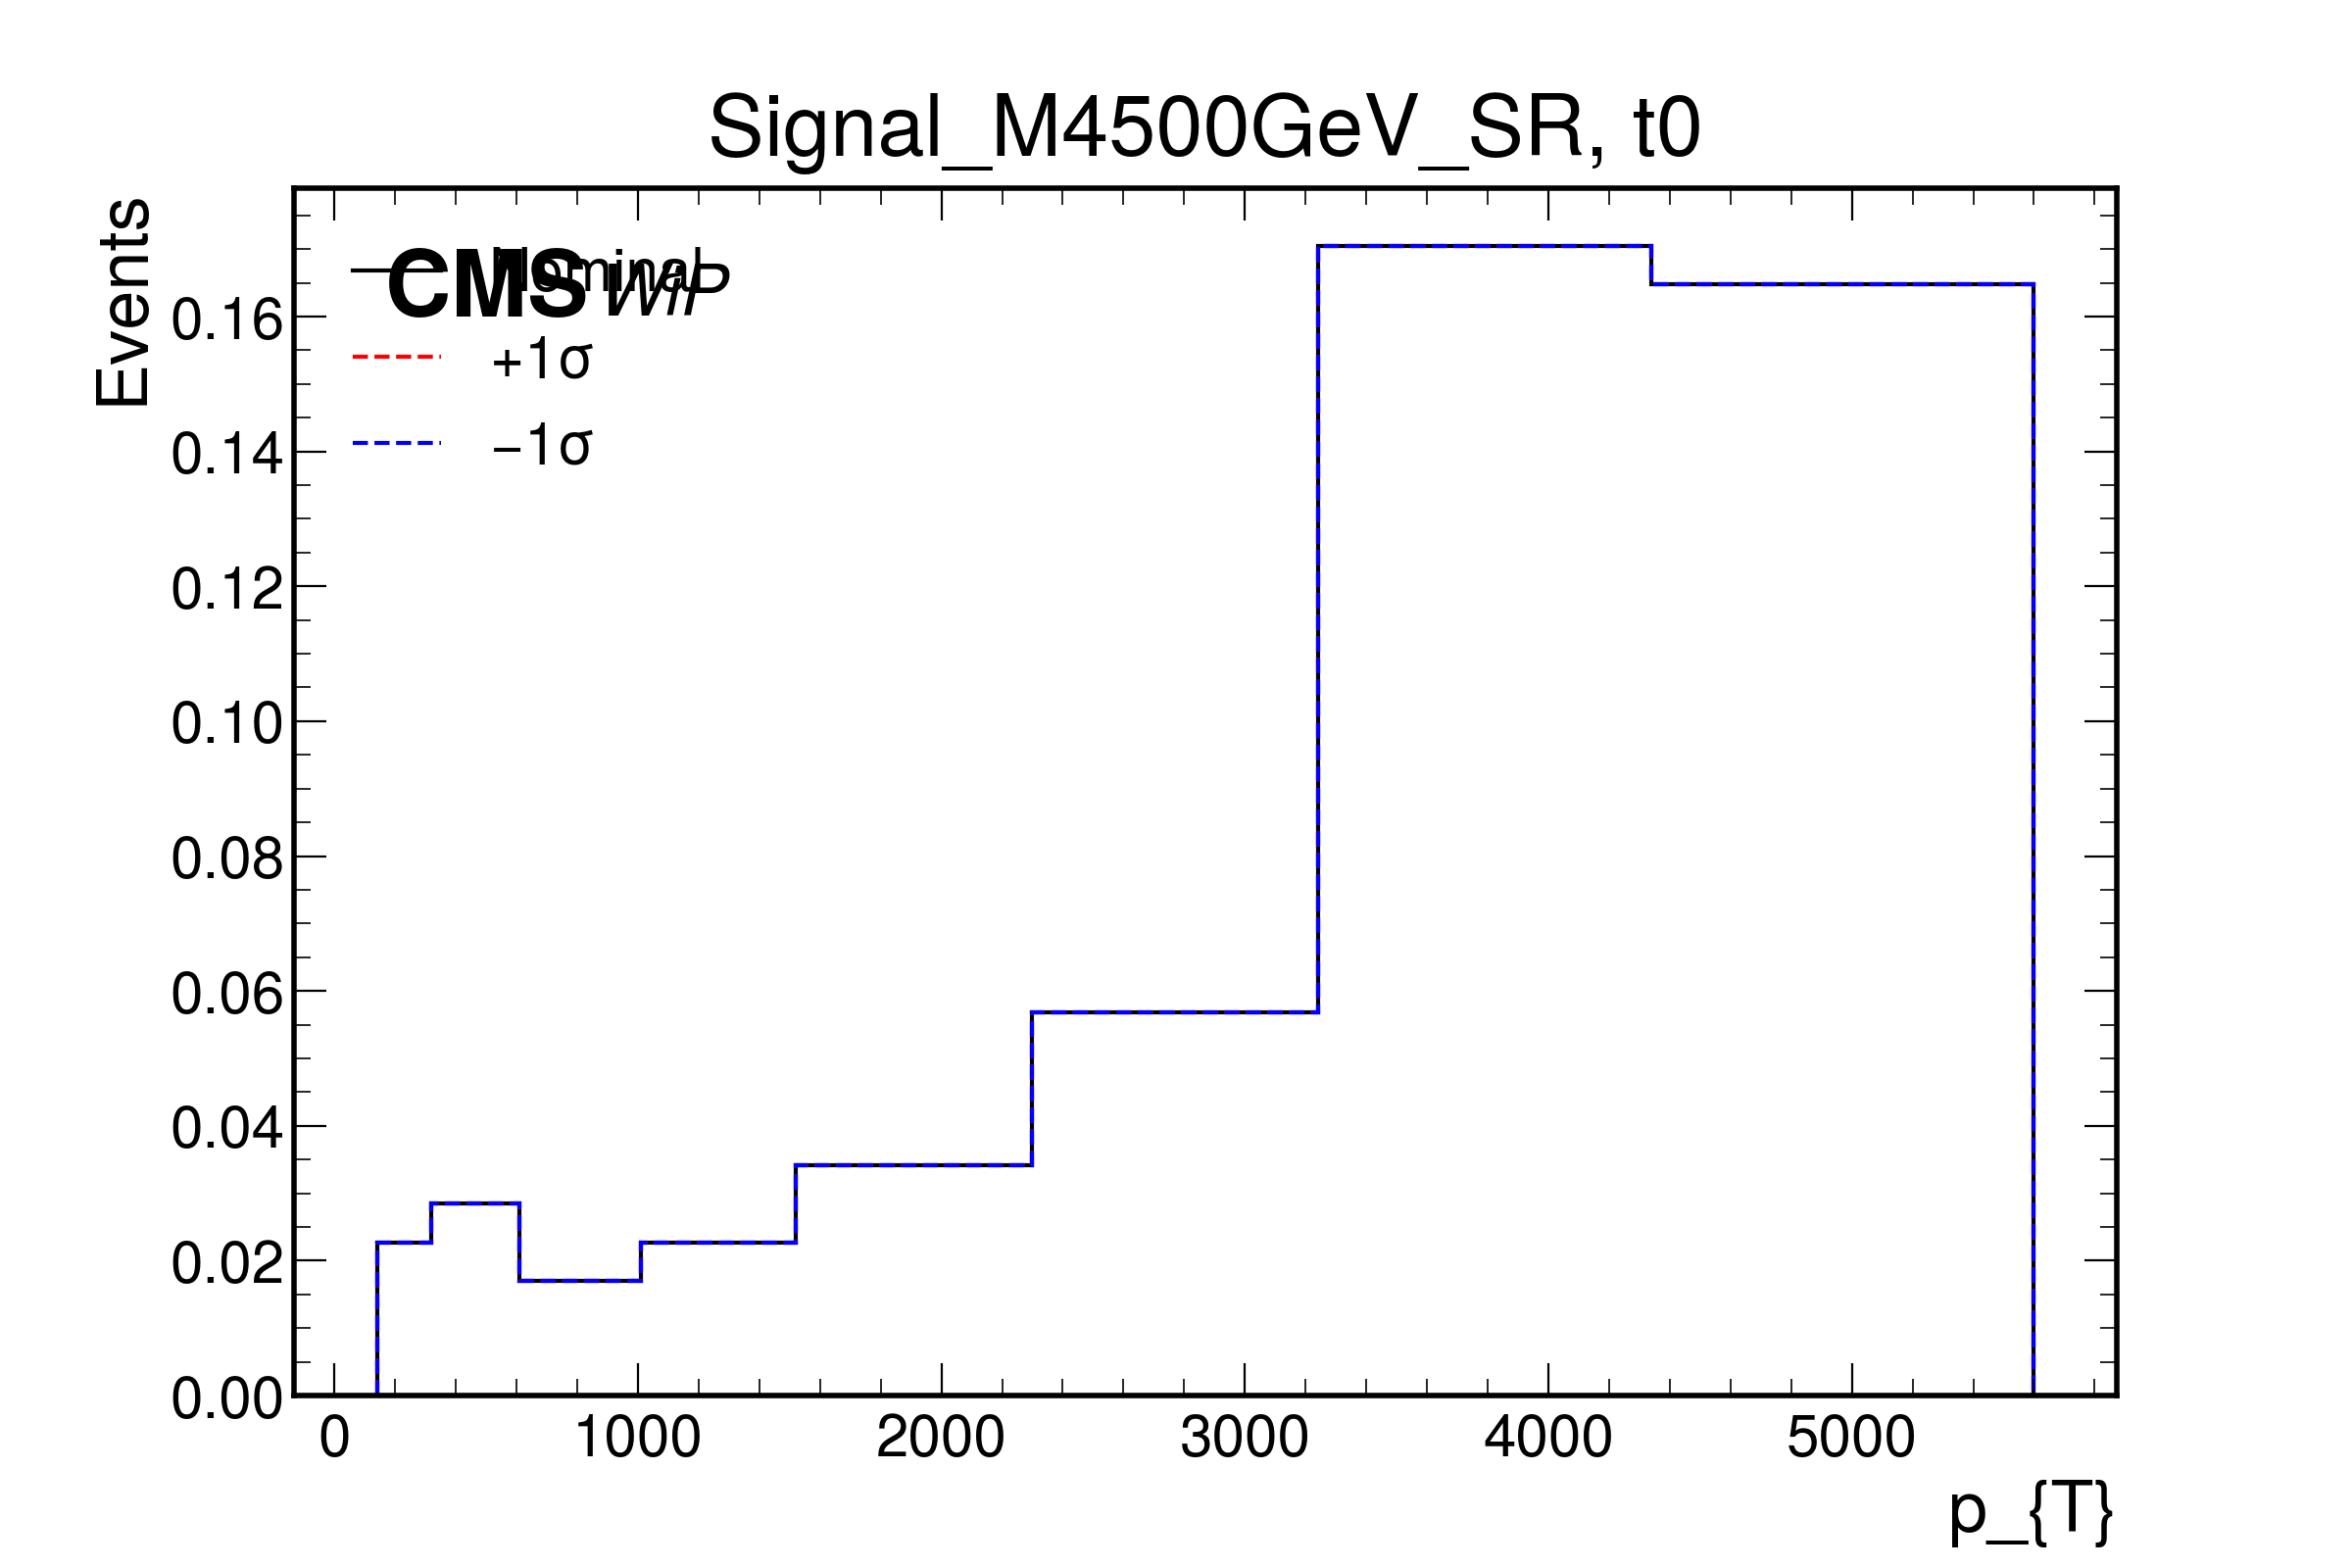 Signal_M4500GeV_SR, t0
Events
CMS WiP
Nominal
+1σ
−1σ
0.16
0.14
0.12
0.10
0.08
0.06
0.04
0.02
0.00
0 1000 2000 3000 4000 5000
p_{T}